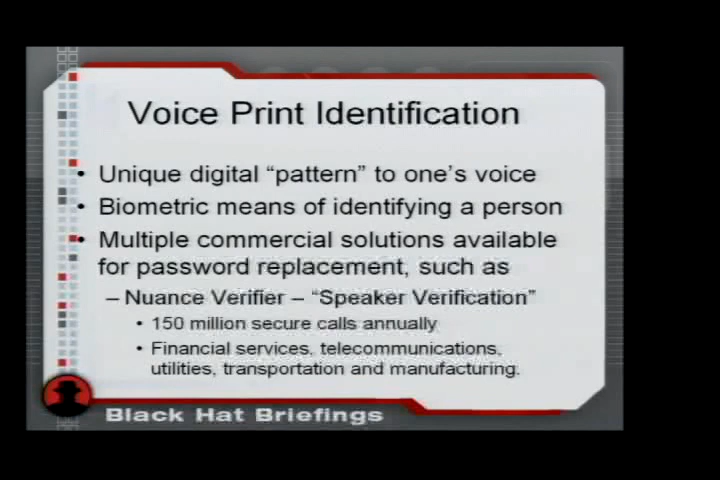 Voice Print Identification
• Unique digital “pattern” to one’s voice
• Biometric means of identifying a person
• Multiple commercial solutions available
for password replacement, such as
– Nuance Verifier – “Speaker Verification”
• 150 million secure calls annually
• Financial services, telecommunications,
utilities, transportation and manufacturing.
Black Hat Briefings